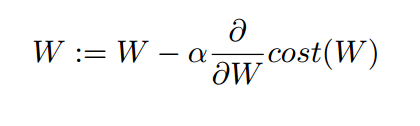 W := W − α ∂/∂W cost(W)